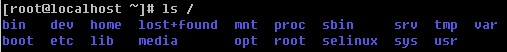 [root@localhost ~]# ls /
bin dev home lost+found mnt proc sbin srv tmp var
boot etc lib media opt root selinux sys usr